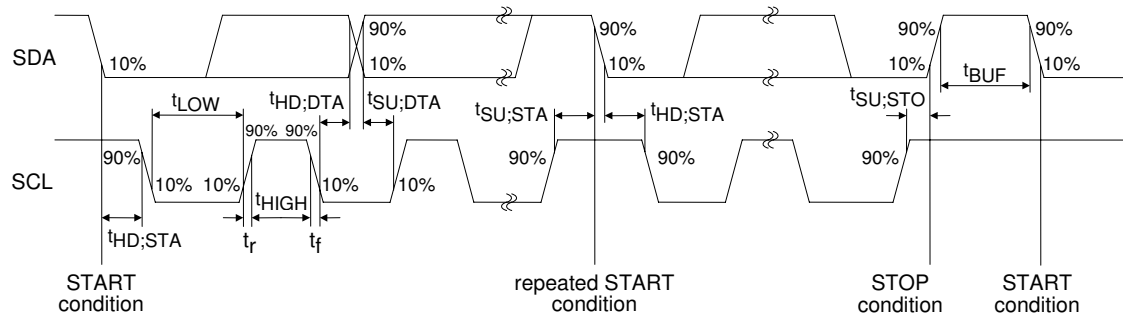 90% 90% 90% 90%
SDA
10% 10% 10% 10% 10%
tLOW tHD;DTA tSU;DTA tSU;STA tHD;STA tSU;STO tBUF
90% 90% 90% 90% 90% 90%
SCL
10% 10% 10% 10%
tHIGH
tHD;STA tr tf
START condition
repeated START condition
STOP condition
START condition